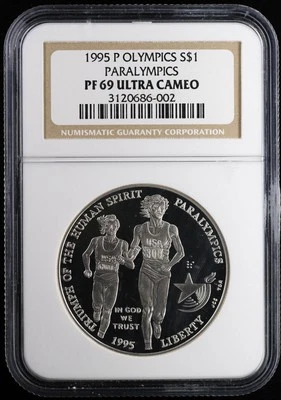 1995 P OLYMPICS S$1
PARALYMPICS
PF 69 ULTRA CAMEO
3120686-002
NUMISMATIC GUARANTY CORPORATION
TRIUMPH OF THE HUMAN SPIRIT
PARALYMPICS
USA
USA
IN GOD
WE
TRUST
LIBERTY
1995